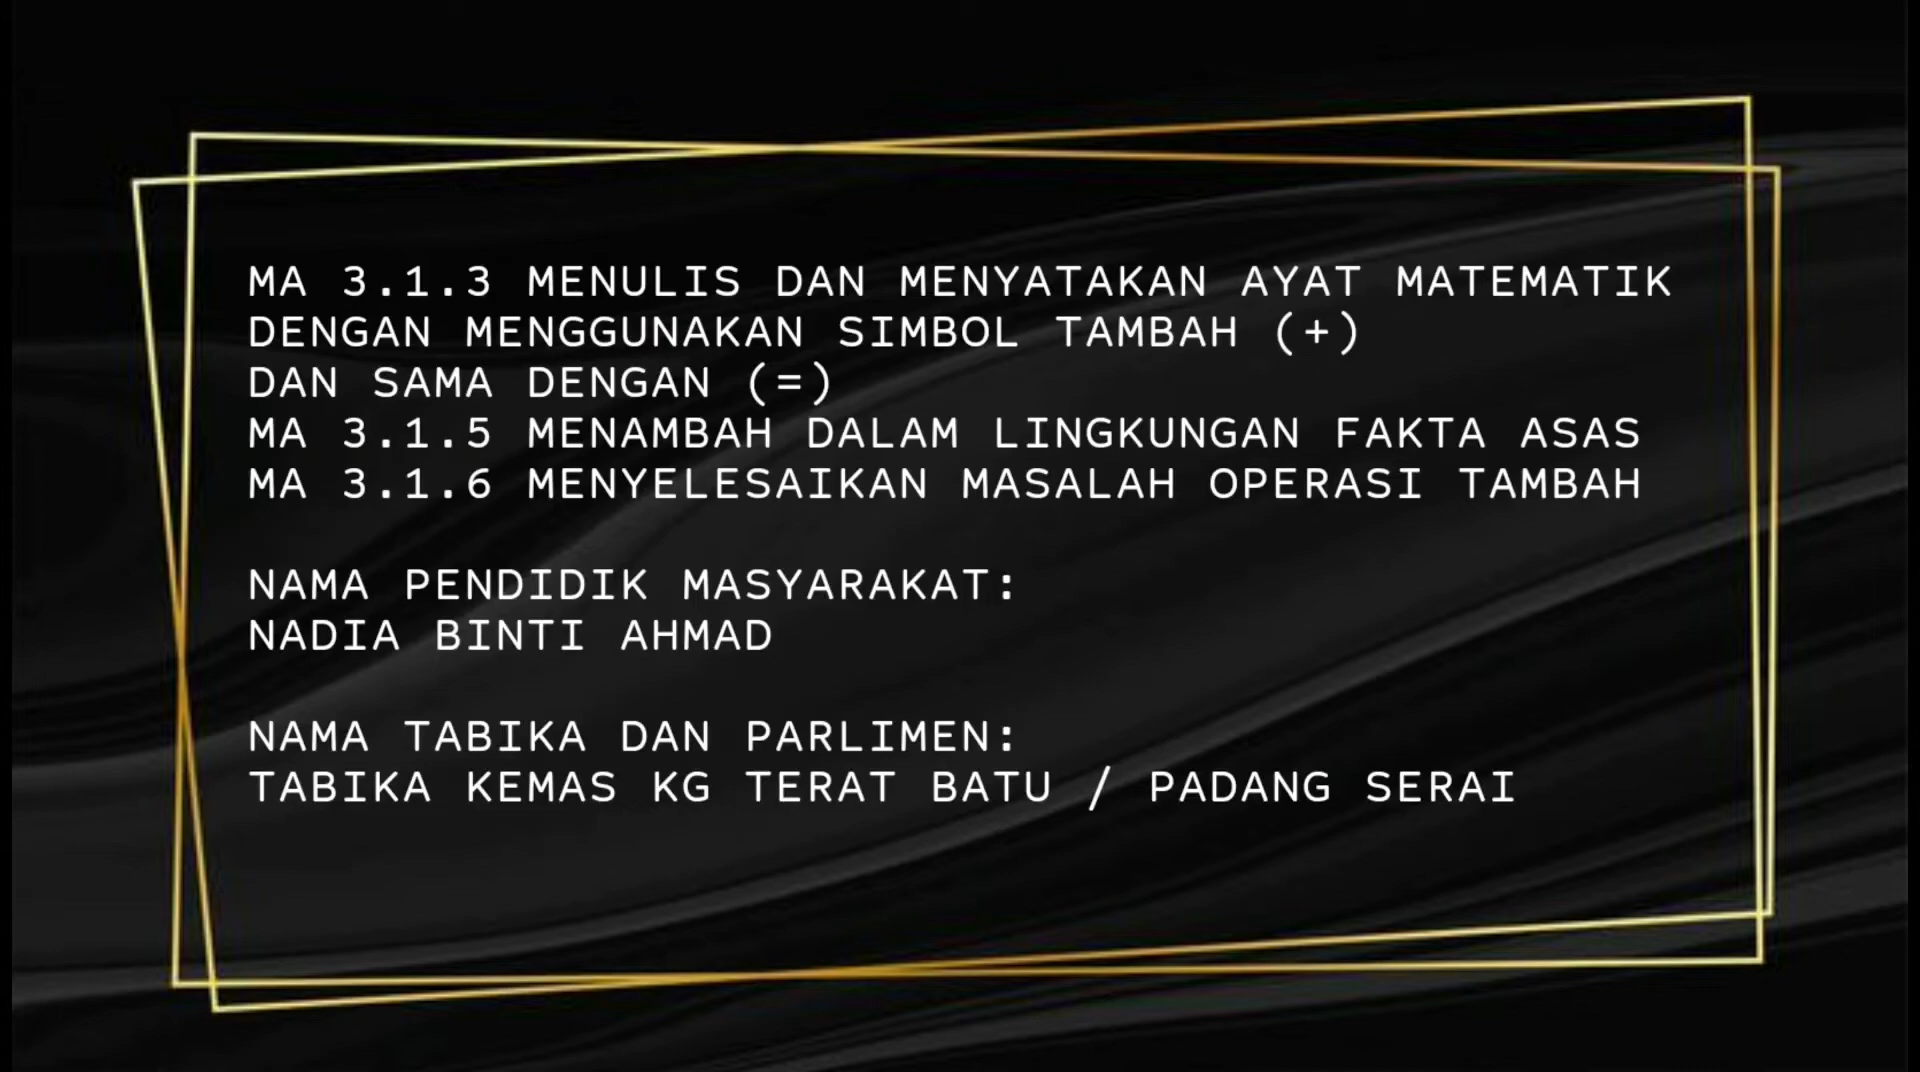 MA 3.1.3 MENULIS DAN MENYATAKAN AYAT MATEMATIK
DENGAN MENGGUNAKAN SIMBOL TAMBAH (+)
DAN SAMA DENGAN (=)
MA 3.1.5 MENAMBAH DALAM LINGKUNGAN FAKTA ASAS
MA 3.1.6 MENYELESAIKAN MASALAH OPERASI TAMBAH
NAMA PENDIDIK MASYARAKAT:
NADIA BINTI AHMAD
NAMA TABIKA DAN PARLIMEN:
TABIKA KEMAS KG TERAT BATU / PADANG SERAI